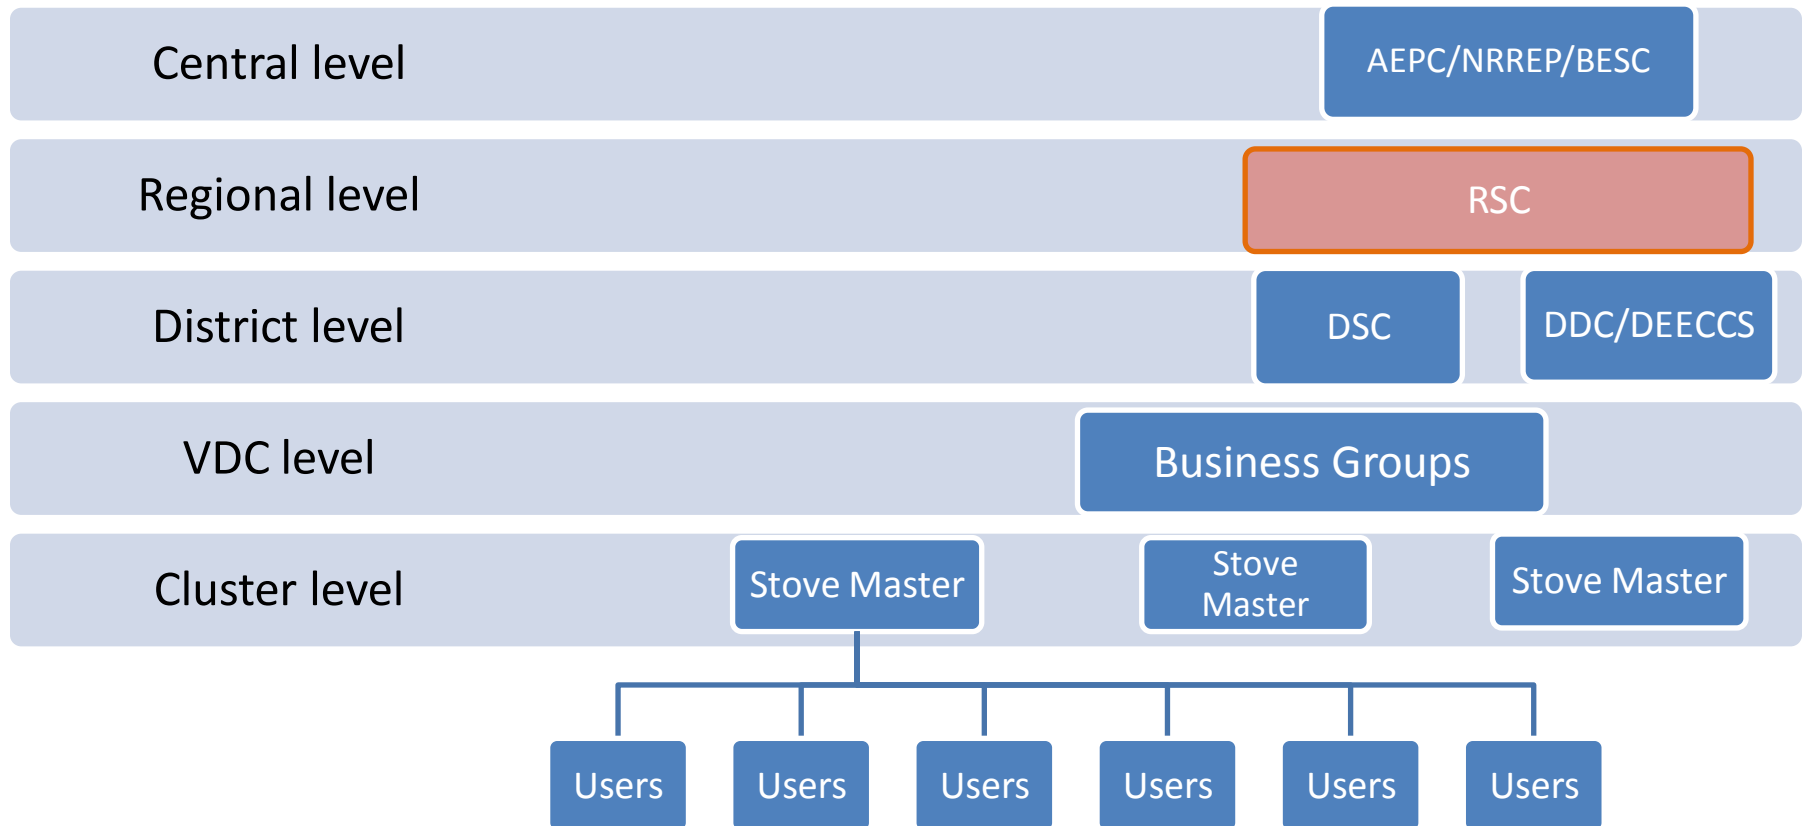 Central level
AEPC/NRREP/BESC
Regional level
RSC
District level
DSC
DDC/DEECCS
VDC level
Business Groups
Cluster level
Stove Master
Stove
Master
Stove Master
Users
Users
Users
Users
Users
Users